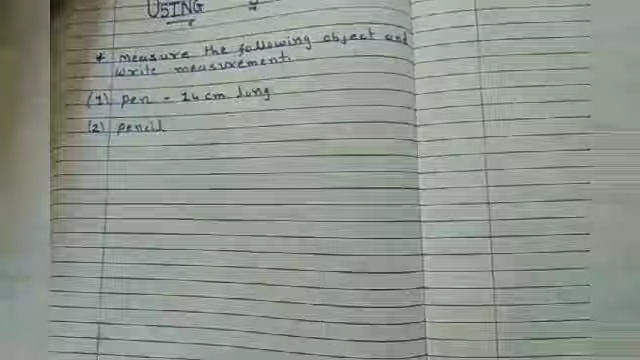 USING
* measure the following object and
write measurement.
(1) pen - 14 cm long
(2) pencil